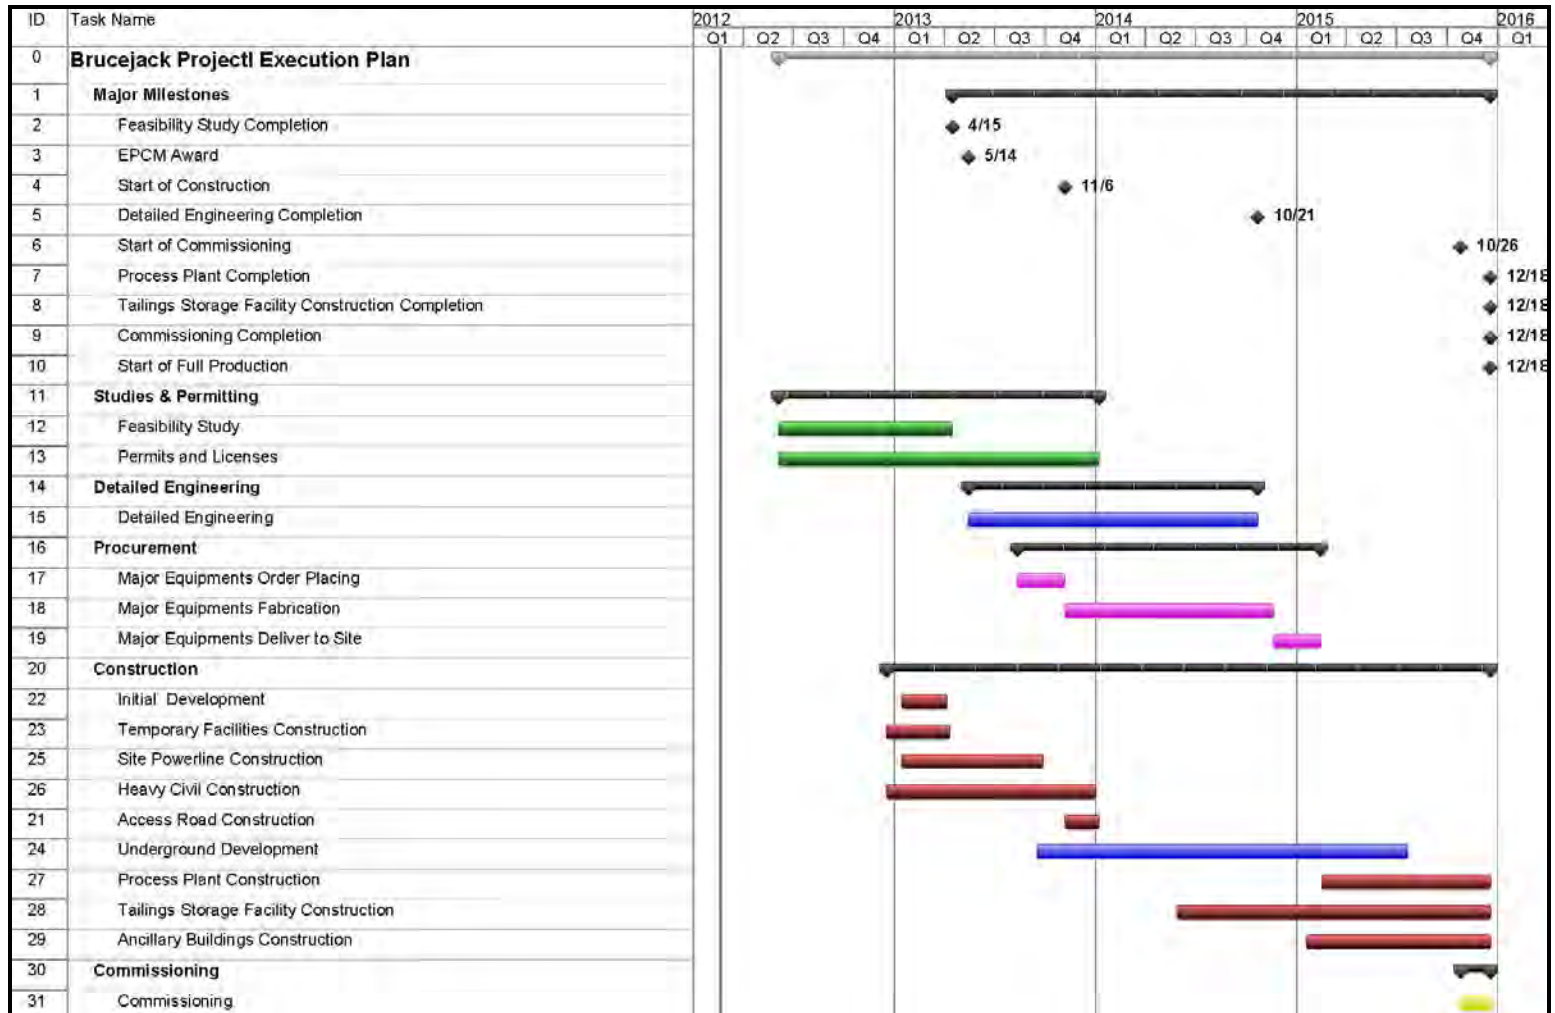 ID Task Name 2012 2013 2014 2015 2016
Q1 Q2 Q3 Q4 Q1 Q2 Q3 Q4 Q1 Q2 Q3 Q4 Q1 Q2 Q3 Q4 Q1
0 Brucejack Projectl Execution Plan
1 Major Milestones
2 Feasibility Study Completion 4/15
3 EPCM Award 5/14
4 Start of Construction 11/6
5 Detailed Engineering Completion 10/21
6 Start of Commissioning 10/26
7 Process Plant Completion 12/18
8 Tailings Storage Facility Construction Completion 12/18
9 Commissioning Completion 12/18
10 Start of Full Production 12/18
11 Studies & Permitting
12 Feasibility Study
13 Permits and Licenses
14 Detailed Engineering
15 Detailed Engineering
16 Procurement
17 Major Equipments Order Placing
18 Major Equipments Fabrication
19 Major Equipments Deliver to Site
20 Construction
22 Initial Development
23 Temporary Facilities Construction
25 Site Powerline Construction
26 Heavy Civil Construction
21 Access Road Construction
24 Underground Development
27 Process Plant Construction
28 Tailings Storage Facility Construction
29 Ancillary Buildings Construction
30 Commissioning
31 Commissioning